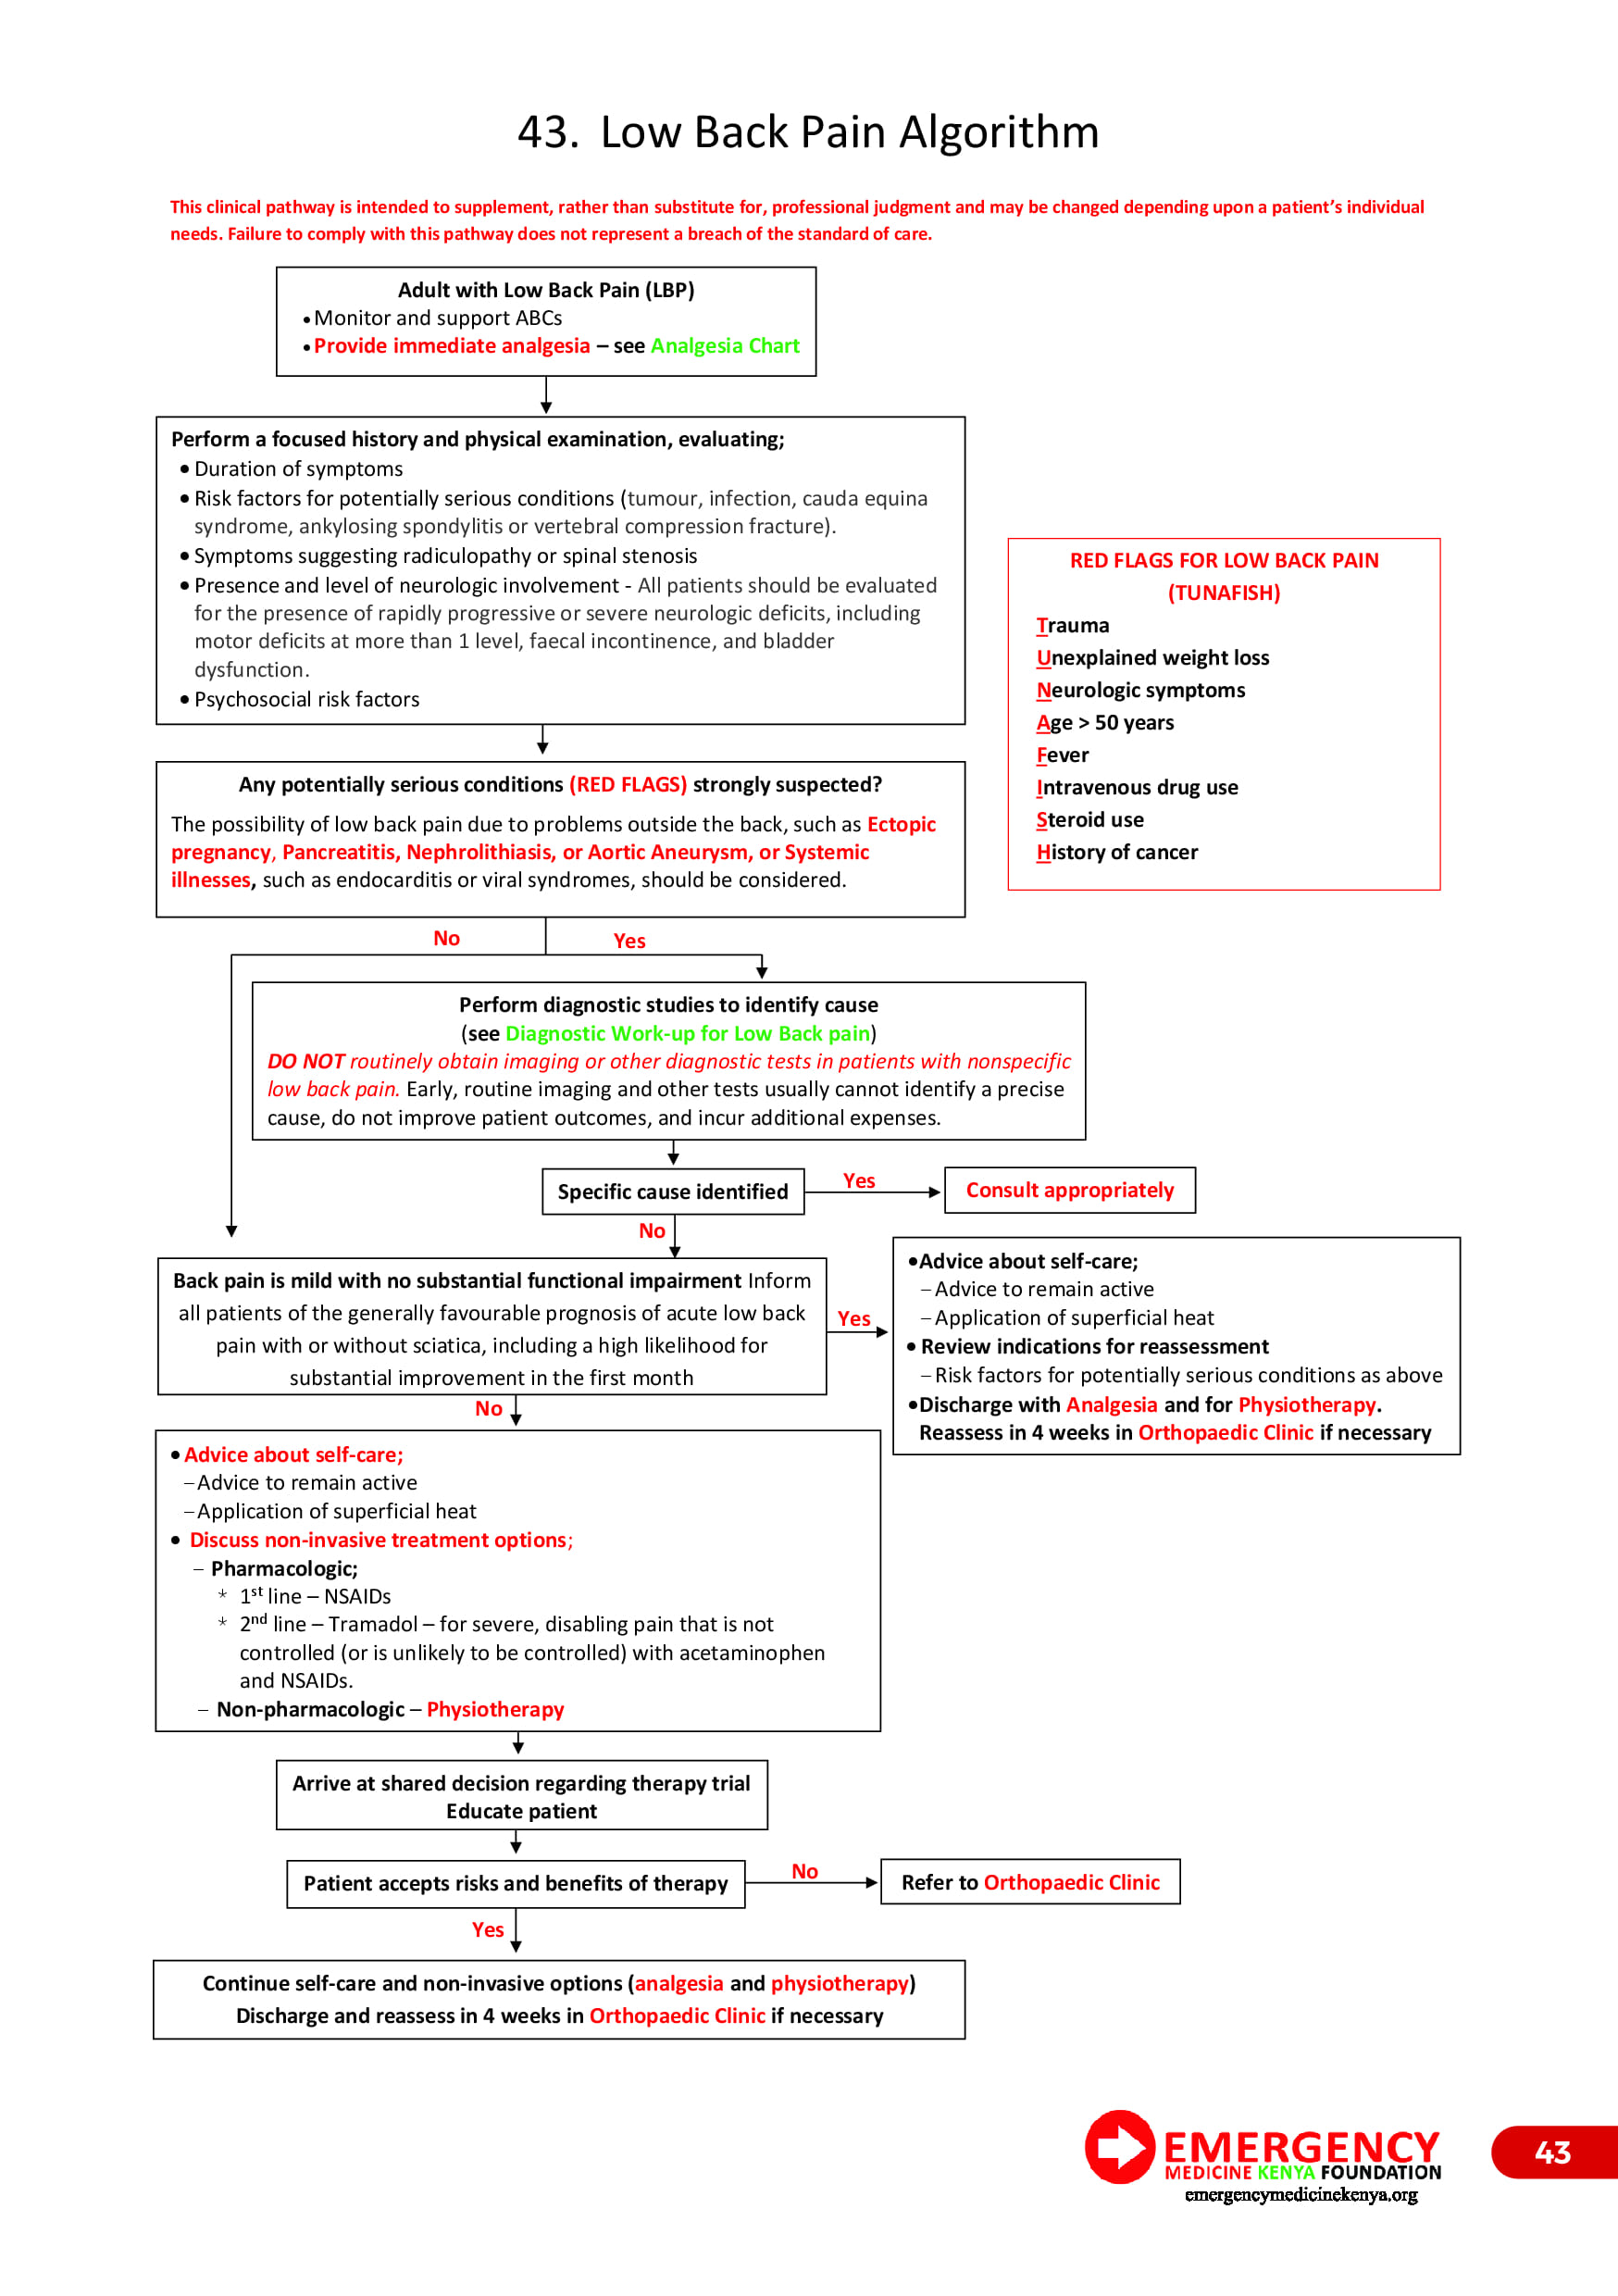 43. Low Back Pain Algorithm
This clinical pathway is intended to supplement, rather than substitute for, professional judgment and may be changed depending upon a patient’s individual
needs. Failure to comply with this pathway does not represent a breach of the standard of care.
Adult with Low Back Pain (LBP)
• Monitor and support ABCs
• Provide immediate analgesia – see Analgesia Chart
Perform a focused history and physical examination, evaluating;
• Duration of symptoms
• Risk factors for potentially serious conditions (tumour, infection, cauda equina
syndrome, ankylosing spondylitis or vertebral compression fracture).
• Symptoms suggesting radiculopathy or spinal stenosis
• Presence and level of neurologic involvement - All patients should be evaluated
for the presence of rapidly progressive or severe neurologic deficits, including
motor deficits at more than 1 level, faecal incontinence, and bladder
dysfunction.
• Psychosocial risk factors
RED FLAGS FOR LOW BACK PAIN
(TUNAFISH)
Trauma
Unexplained weight loss
Neurologic symptoms
Age > 50 years
Fever
Intravenous drug use
Steroid use
History of cancer
Any potentially serious conditions (RED FLAGS) strongly suspected?
The possibility of low back pain due to problems outside the back, such as Ectopic
pregnancy, Pancreatitis, Nephrolithiasis, or Aortic Aneurysm, or Systemic
illnesses, such as endocarditis or viral syndromes, should be considered.
No
Yes
Perform diagnostic studies to identify cause
(see Diagnostic Work-up for Low Back pain)
DO NOT routinely obtain imaging or other diagnostic tests in patients with nonspecific
low back pain. Early, routine imaging and other tests usually cannot identify a precise
cause, do not improve patient outcomes, and incur additional expenses.
Specific cause identified
Yes
Consult appropriately
No
Back pain is mild with no substantial functional impairment Inform
all patients of the generally favourable prognosis of acute low back
pain with or without sciatica, including a high likelihood for
substantial improvement in the first month
Yes
• Advice about self-care;
– Advice to remain active
– Application of superficial heat
• Review indications for reassessment
– Risk factors for potentially serious conditions as above
• Discharge with Analgesia and for Physiotherapy.
Reassess in 4 weeks in Orthopaedic Clinic if necessary
No
• Advice about self-care;
– Advice to remain active
– Application of superficial heat
• Discuss non-invasive treatment options;
– Pharmacologic;
* 1st line – NSAIDs
* 2nd line – Tramadol – for severe, disabling pain that is not
controlled (or is unlikely to be controlled) with acetaminophen
and NSAIDs.
– Non-pharmacologic – Physiotherapy
Arrive at shared decision regarding therapy trial
Educate patient
Patient accepts risks and benefits of therapy
No
Refer to Orthopaedic Clinic
Yes
Continue self-care and non-invasive options (analgesia and physiotherapy)
Discharge and reassess in 4 weeks in Orthopaedic Clinic if necessary
EMERGENCY
MEDICINE KENYA FOUNDATION
emergencymedicinekenya.org
43